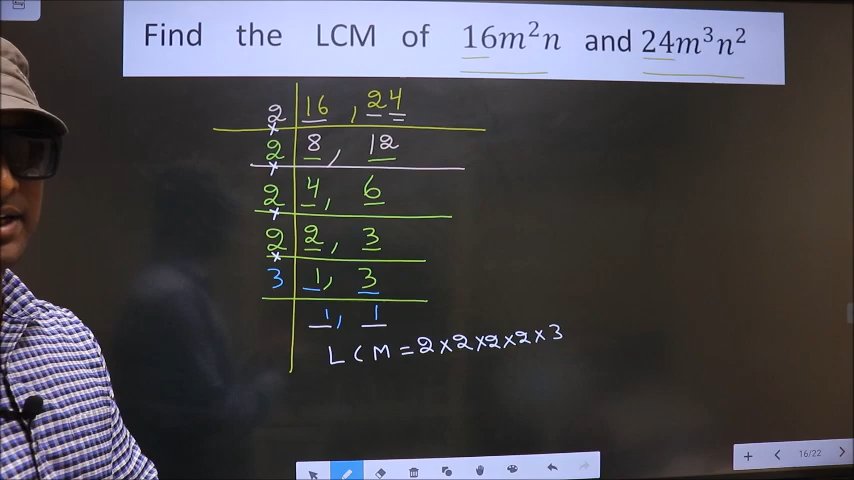 Find the LCM of 16m²n and 24m³n²
2 16 , 24
2 8 , 12
2 4 , 6
2 2 , 3
3 1 , 3
1 , 1
LCM = 2×2×2×2×3
16/22